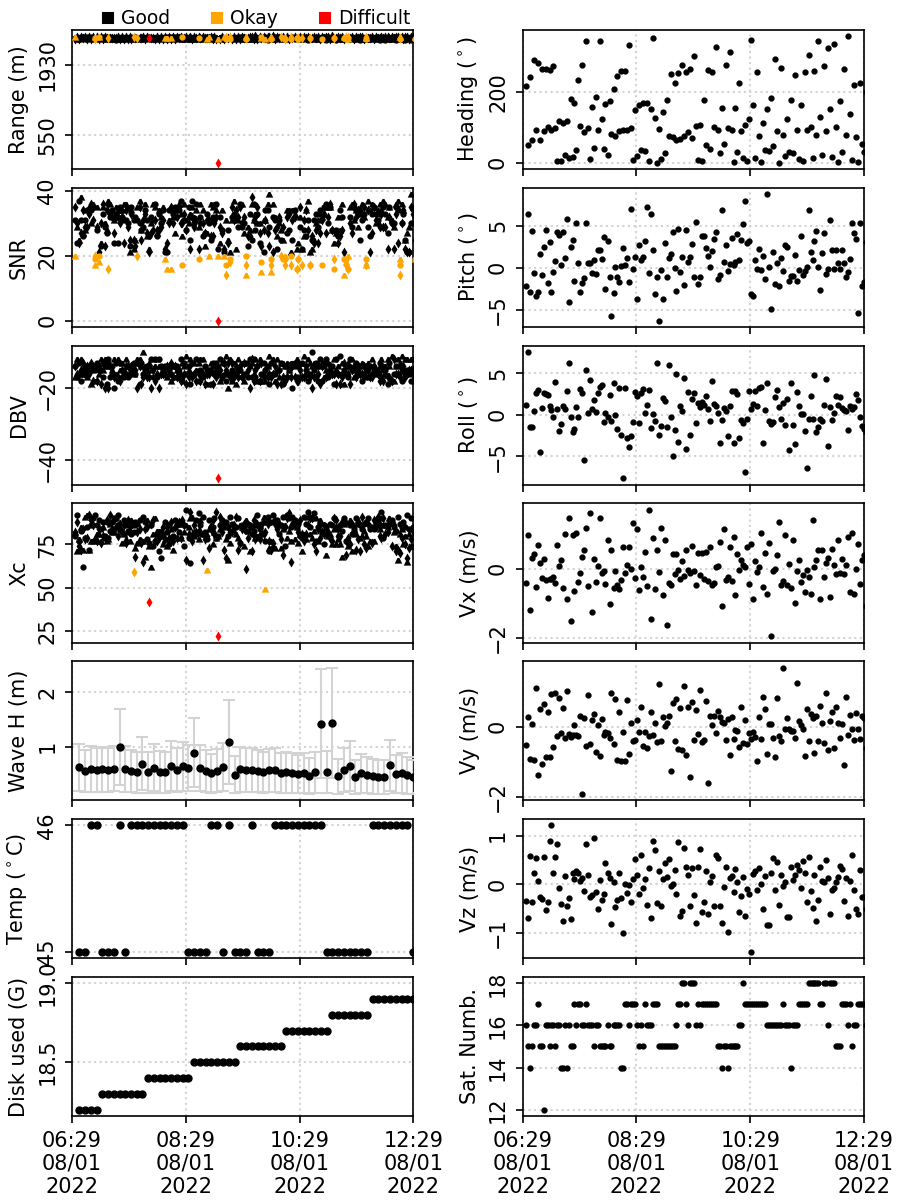 Good Okay Difficult
Range (m)
1930
550
Heading (°)
200
0
SNR
40
20
0
Pitch (°)
5
0
−5
DBV
−20
−40
Roll (°)
5
0
−5
Xc
75
50
25
Vx (m/s)
0
−2
Wave H (m)
2
1
Vy (m/s)
0
−2
Temp (°C)
46
45
Vz (m/s)
1
0
−1
Disk used (G)
19.0
18.5
Sat. Numb.
18
16
14
12
06:29 08:29 10:29 12:29
08/01 08/01 08/01 08/01
2022 2022 2022 2022
06:29 08:29 10:29 12:29
08/01 08/01 08/01 08/01
2022 2022 2022 2022